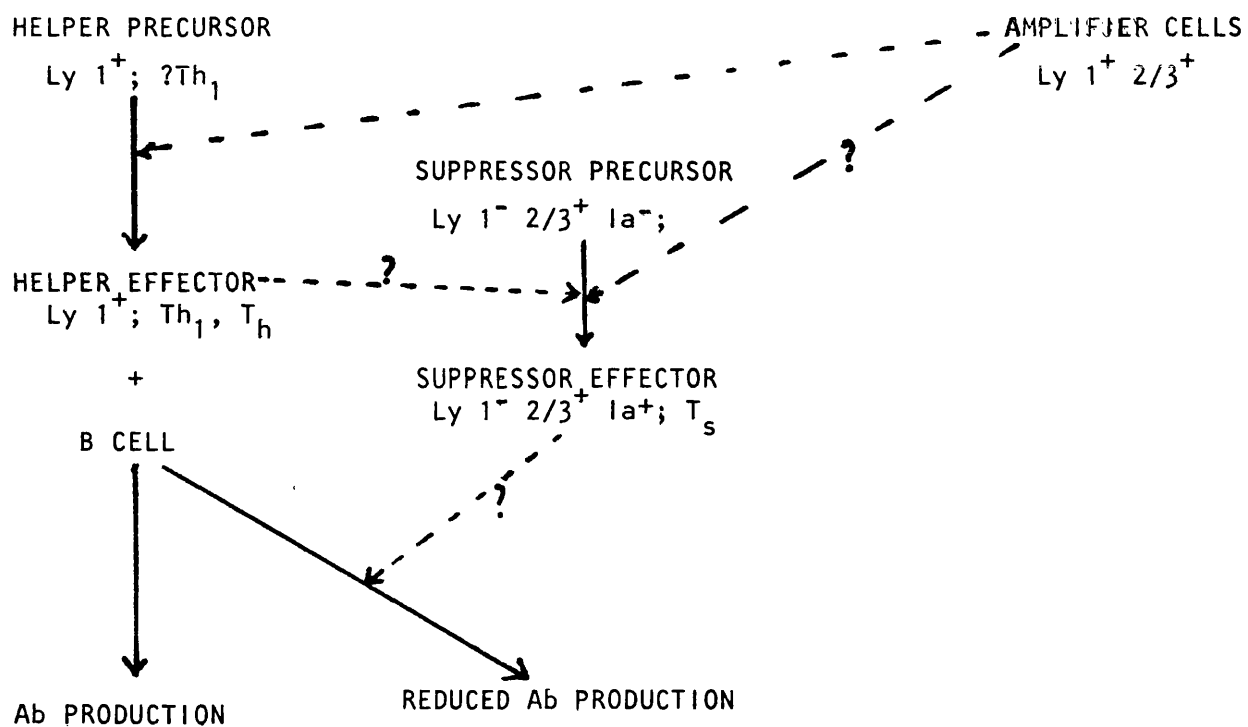 HELPER PRECURSOR
Ly 1⁺; ?Th₁
AMPLIFIER CELLS
Ly 1⁺ 2/3⁺
?
SUPPRESSOR PRECURSOR
Ly 1⁻ 2/3⁺ Ia⁻;
HELPER EFFECTOR
Ly 1⁺; Th₁, Tₕ
?
+
SUPPRESSOR EFFECTOR
Ly 1⁻ 2/3⁺ Ia⁺; Tₛ
B CELL
?
Ab PRODUCTION
REDUCED Ab PRODUCTION